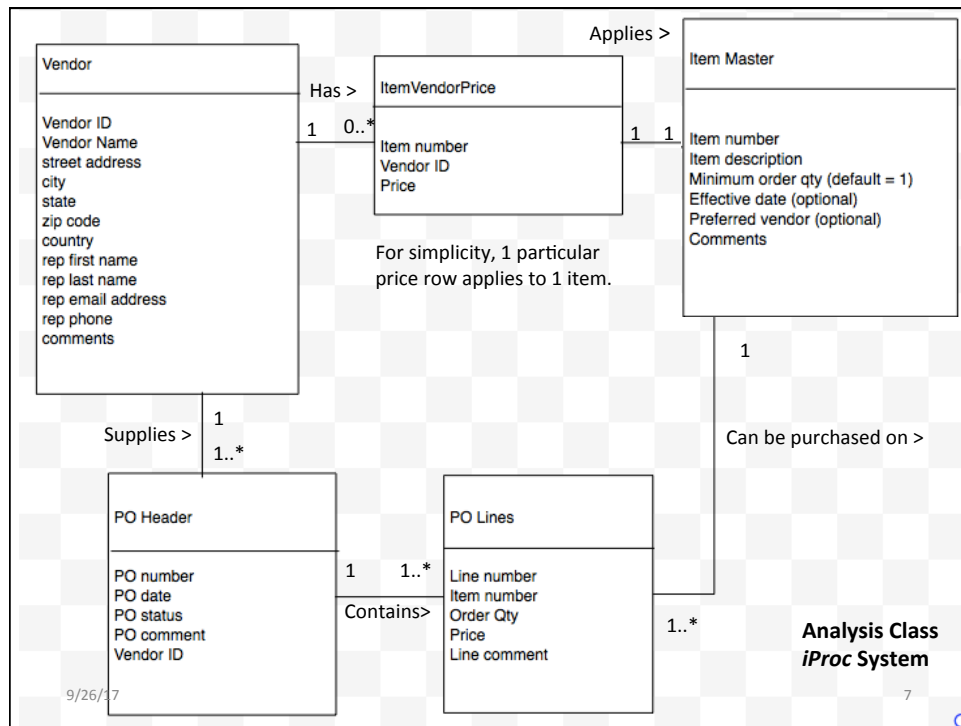 Vendor
Vendor ID
Vendor Name
street address
city
state
zip code
country
rep first name
rep last name
rep email address
rep phone
comments
Has >
1
0..*
ItemVendorPrice
Item number
Vendor ID
Price
For simplicity, 1 particular
price row applies to 1 item.
Applies >
1
1
Item Master
Item number
Item description
Minimum order qty (default = 1)
Effective date (optional)
Preferred vendor (optional)
Comments
1
Supplies >
1
1..*
Can be purchased on >
PO Header
PO number
PO date
PO status
PO comment
Vendor ID
1
1..*
Contains>
PO Lines
Line number
Item number
Order Qty
Price
Line comment
1..*
Analysis Class
iProc System
9/26/17
7